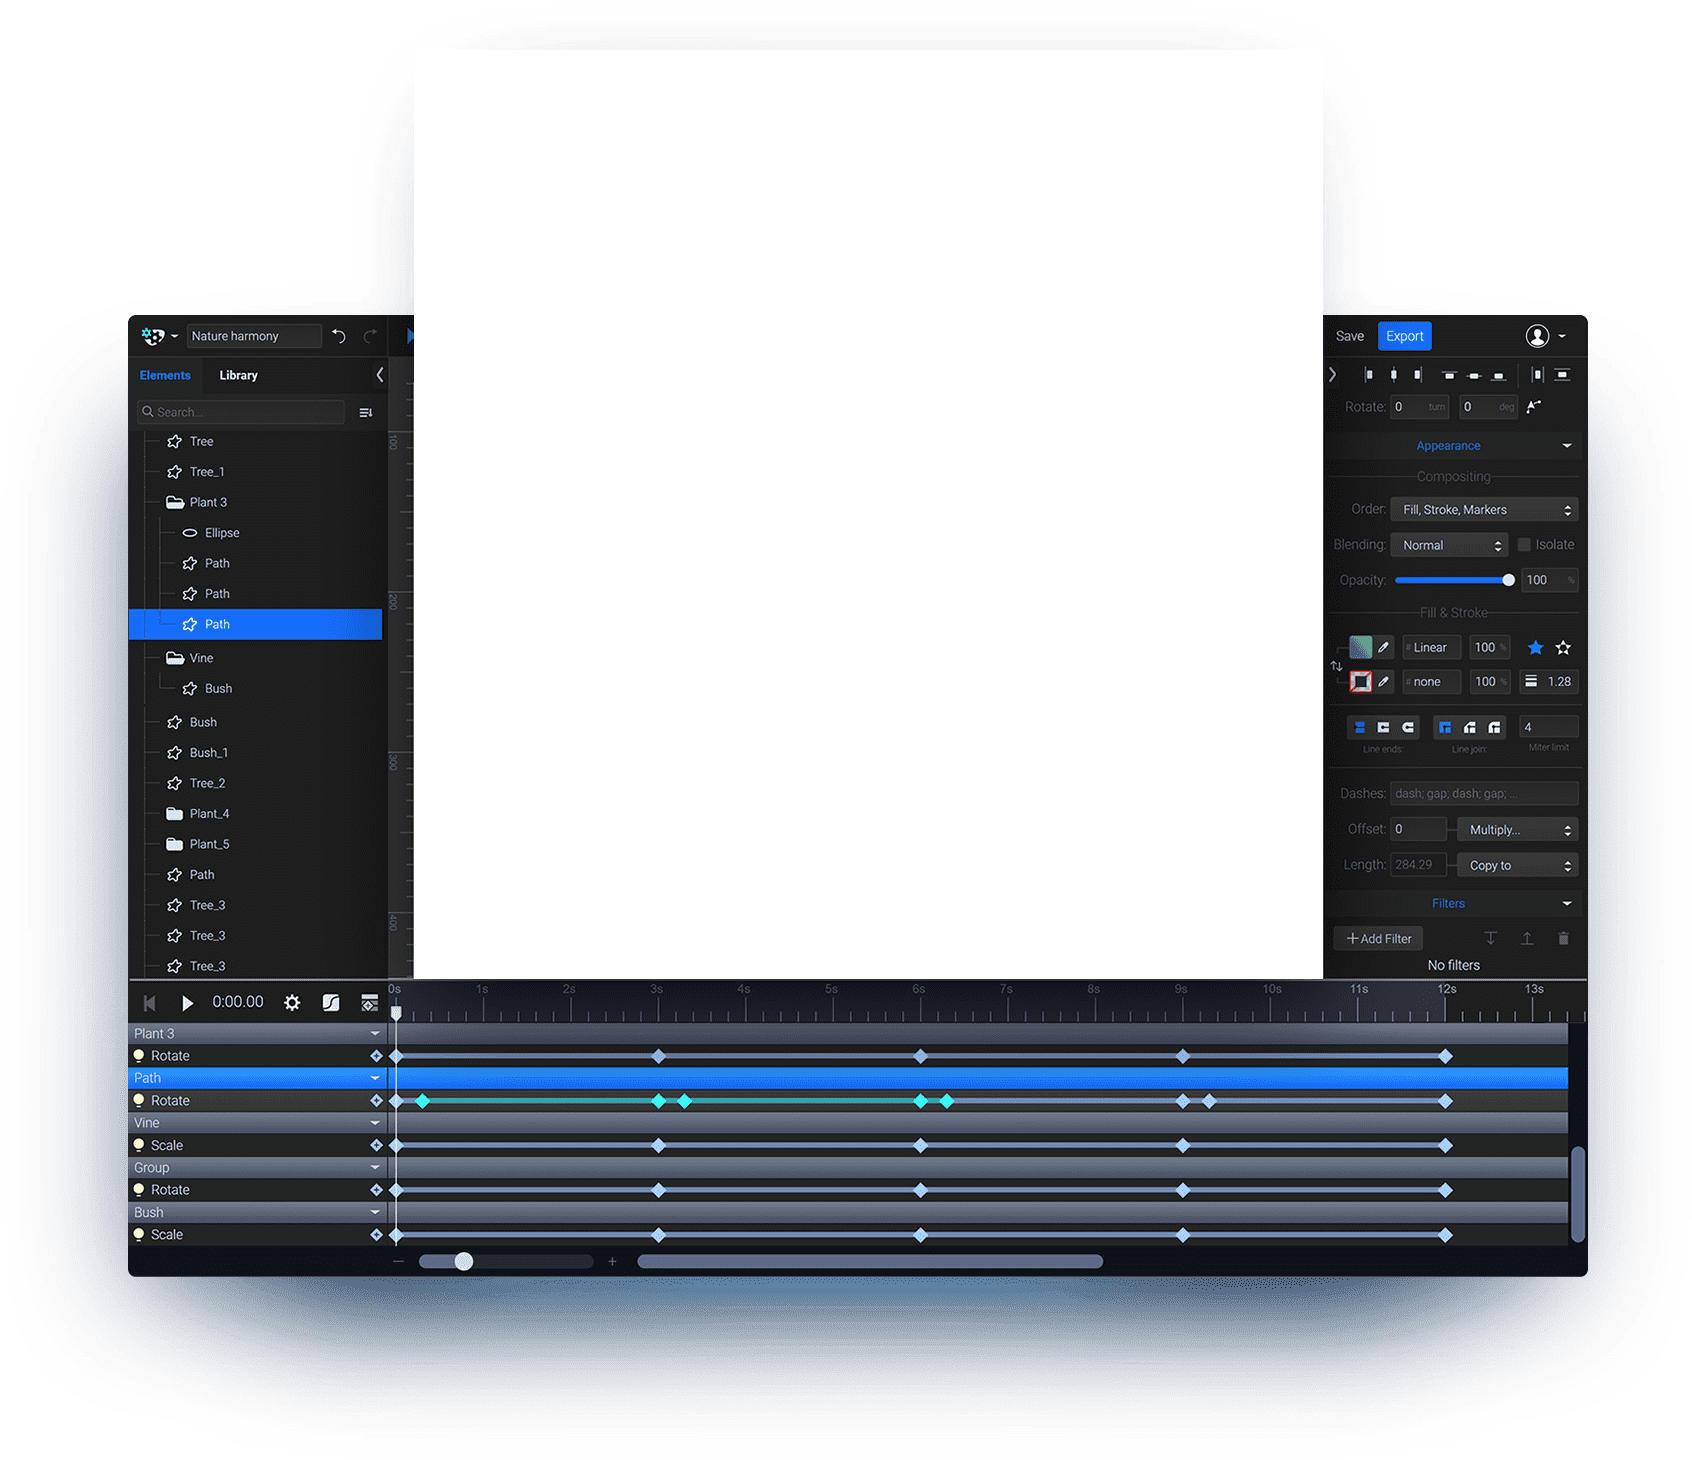 Nature harmony
Save
Export
Elements
Library
Search...
Tree
Tree_1
Plant 3
Ellipse
Path
Path
Path
Vine
Bush
Bush
Bush_1
Tree_2
Plant_4
Plant_5
Path
Tree_3
Tree_3
Tree_3
100
200
300
400
Rotate: 0 turn 0 deg
Appearance
Compositing
Order: Fill, Stroke, Markers
Blending: Normal Isolate
Opacity: 100 %
Fill & Stroke
# Linear 100 %
# none 100 % 1.28
4
Line ends: Line join: Miter limit
Dashes: dash; gap; dash; gap; ...
Offset: 0 Multiply...
Length: 284.29 Copy to
Filters
+ Add Filter
No filters
0:00.00
0s 1s 2s 3s 4s 5s 6s 7s 8s 9s 10s 11s 12s 13s
Plant 3
Rotate
Path
Rotate
Vine
Scale
Group
Rotate
Bush
Scale